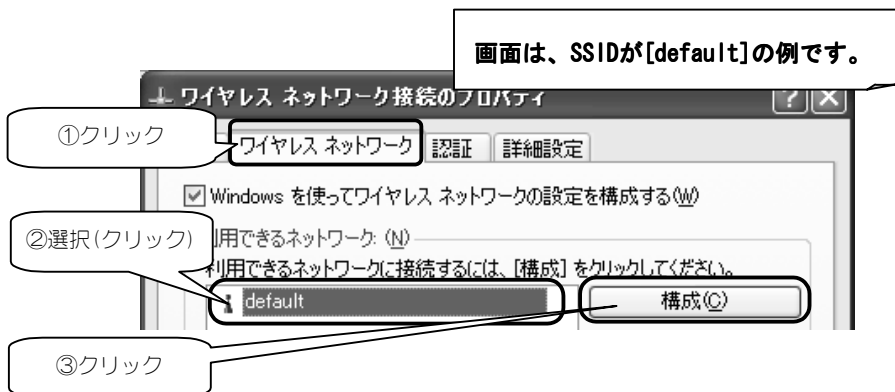 画面は、SSIDが[default]の例です。
ワイヤレス ネットワーク接続のプロパティ
①クリック
ワイヤレス ネットワーク 認証 詳細設定
Windows を使ってワイヤレス ネットワークの設定を構成する(W)
②選択(クリック)
利用できるネットワーク: (N)
利用できるネットワークに接続するには、[構成] をクリックしてください。
default 構成(C)
③クリック